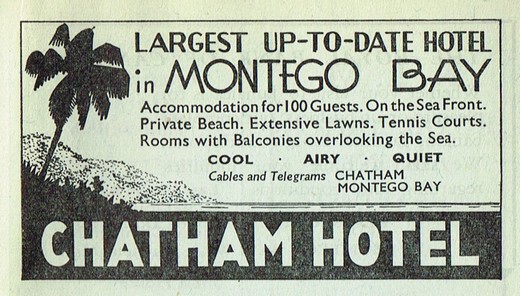 LARGEST UP-TO-DATE HOTEL
in MONTEGO BAY
Accommodation for 100 Guests. On the Sea Front.
Private Beach. Extensive Lawns. Tennis Courts.
Rooms with Balconies overlooking the Sea.
COOL AIRY · QUIET
Cables and Telegrams CHATHAM
MONTEGO BAY
CHATHAM HOTEL